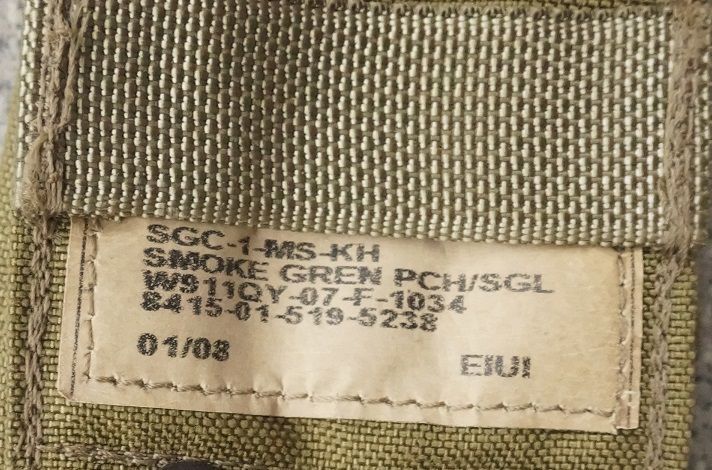 SGC-1-MS-KH
SMOKE GREN PCH/SGL
W911QY-07-F-1034
8415-01-519-5238
01/08 EIUI